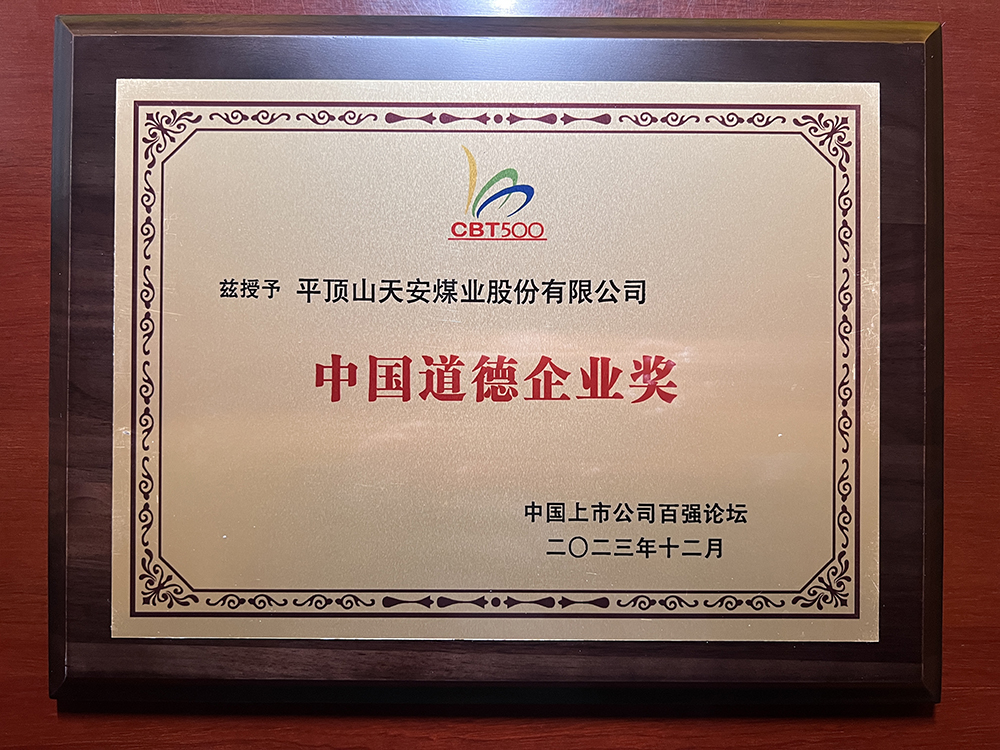 CBT500
兹授予 平顶山天安煤业股份有限公司
中国道德企业奖
中国上市公司百强论坛
二〇二三年十二月